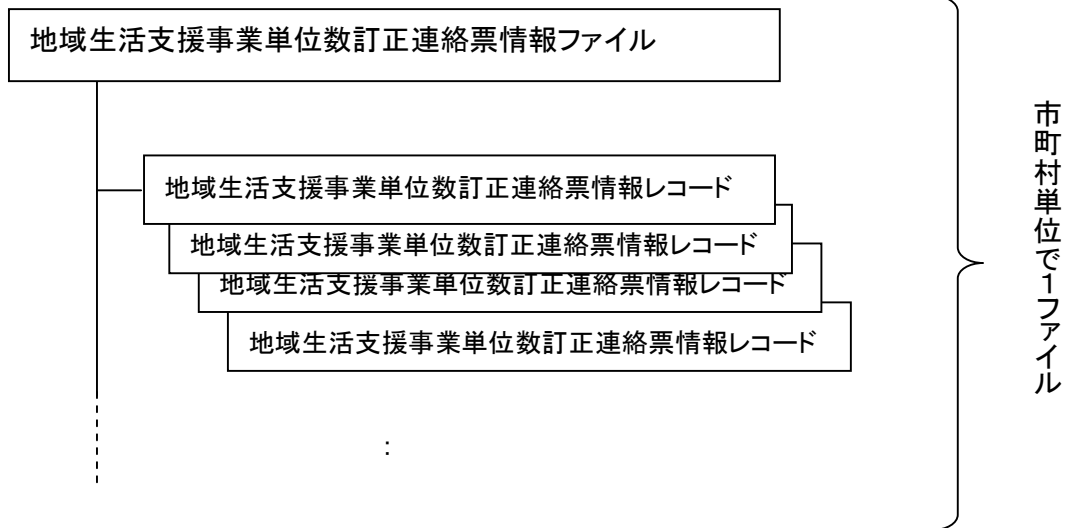 地域生活支援事業単位数訂正連絡票情報ファイル
地域生活支援事業単位数訂正連絡票情報レコード
地域生活支援事業単位数訂正連絡票情報レコード
地域生活支援事業単位数訂正連絡票情報レコード
地域生活支援事業単位数訂正連絡票情報レコード
:
市町村単位で1ファイル